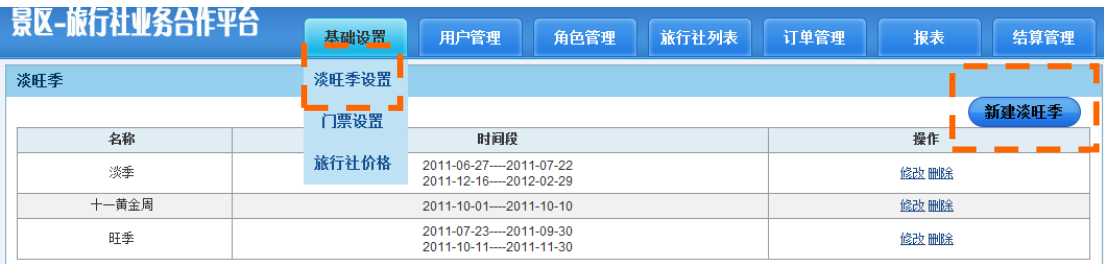 景区-旅行社业务合作平台
基础设置 用户管理 角色管理 旅行社列表 订单管理 报表 结算管理
淡旺季
淡旺季设置
门票设置
旅行社价格
新建淡旺季
名称 时间段 操作
淡季 2011-06-27----2011-07-22 修改 删除
2011-12-16----2012-02-29
十一黄金周 2011-10-01----2011-10-10 修改 删除
旺季 2011-07-23----2011-09-30 修改 删除
2011-10-11----2011-11-30